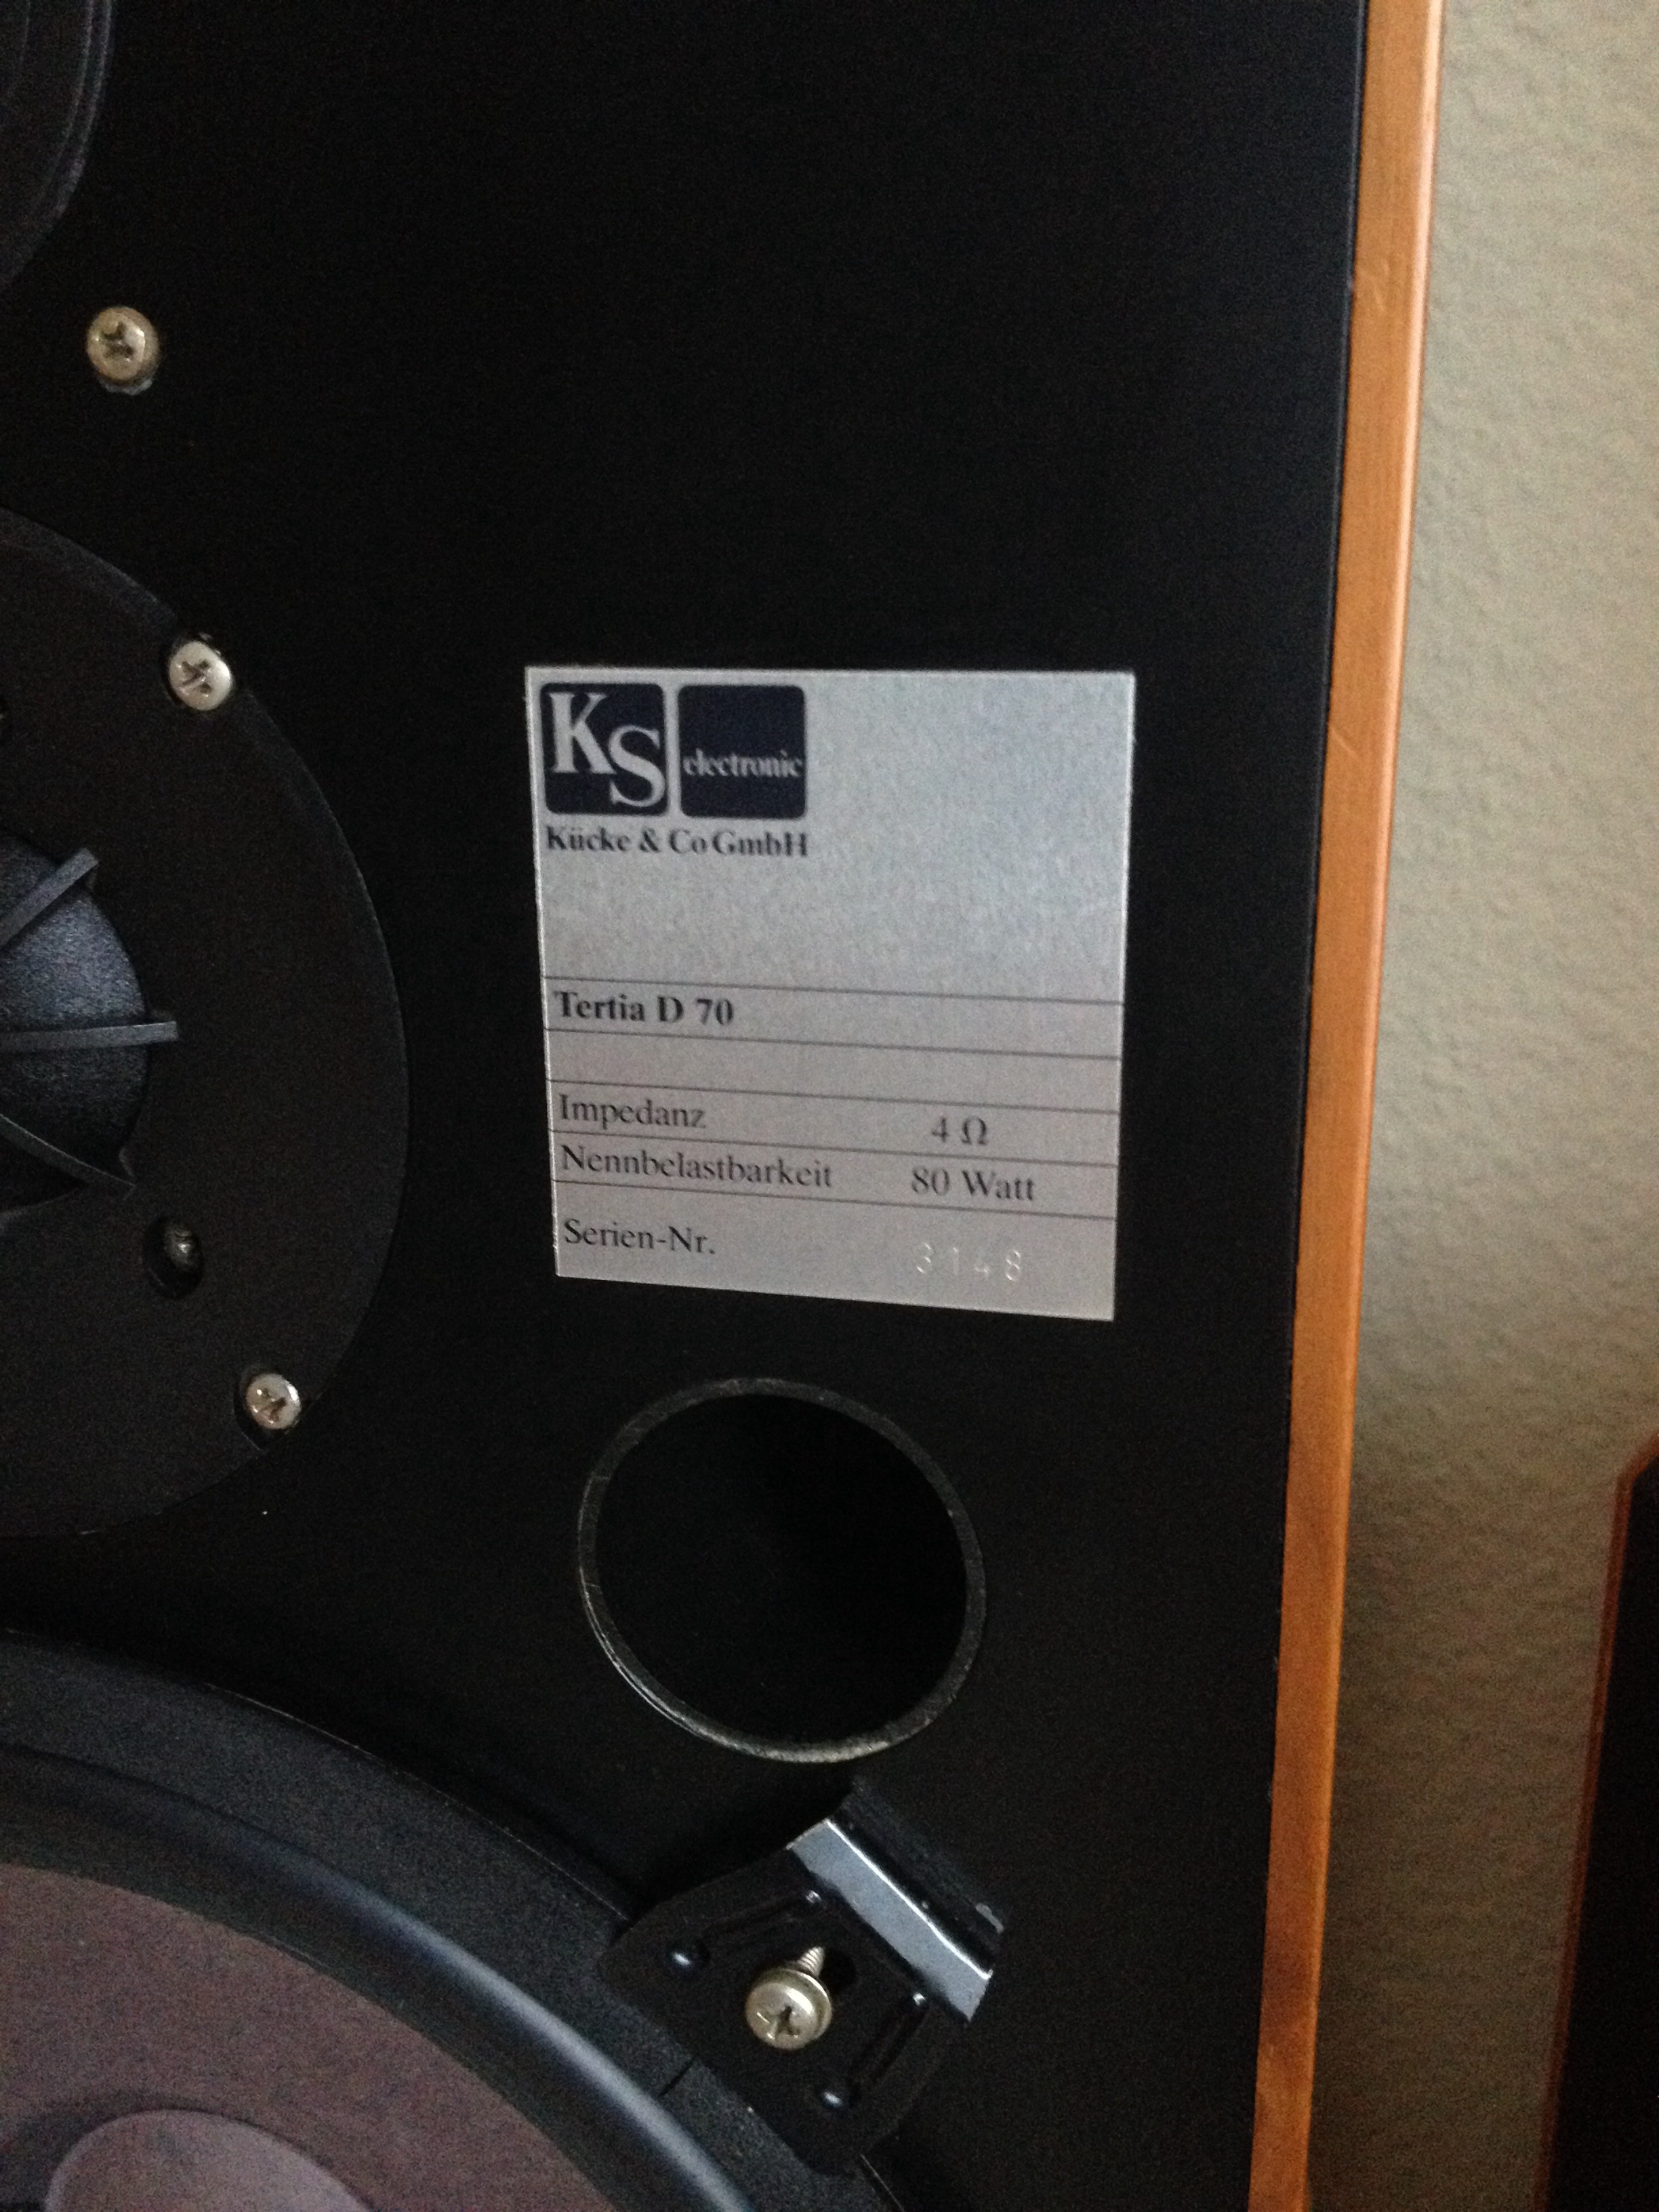 KS electronic
Kücke & Co GmbH
Tertia D 70
Impedanz 4 Ω
Nennbelastbarkeit 80 Watt
Serien-Nr. 3148